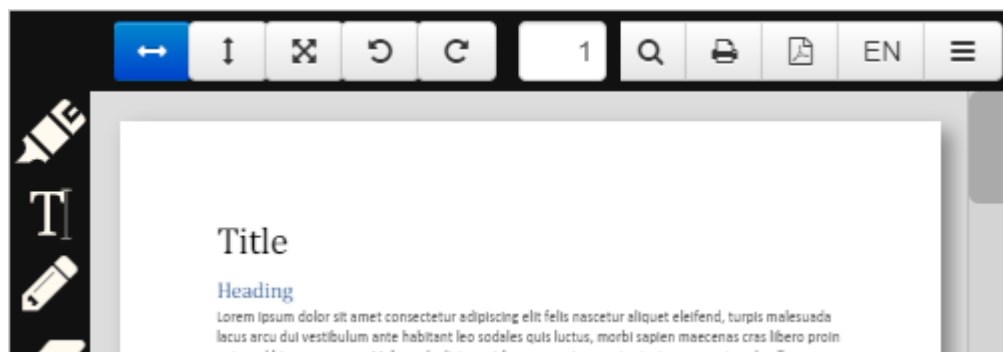 1
EN
T
Title
Heading
Lorem ipsum dolor sit amet consectetur adipiscing elit felis nascetur aliquet eleifend, turpis malesuada
lacus arcu dui vestibulum ante habitant leo sodales quis luctus, morbi sapien maecenas cras libero proin